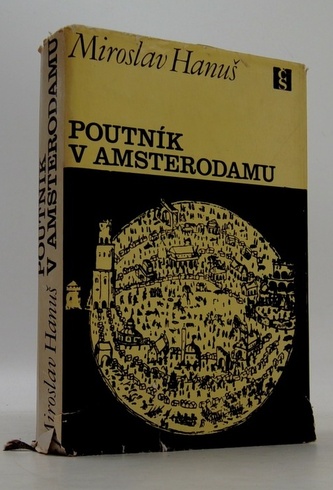 Miroslav Hanuš
čs
POUTNÍK
V AMSTERODAMU
POUTNÍK
V AMSTERODAMU
Miroslav Hanuš